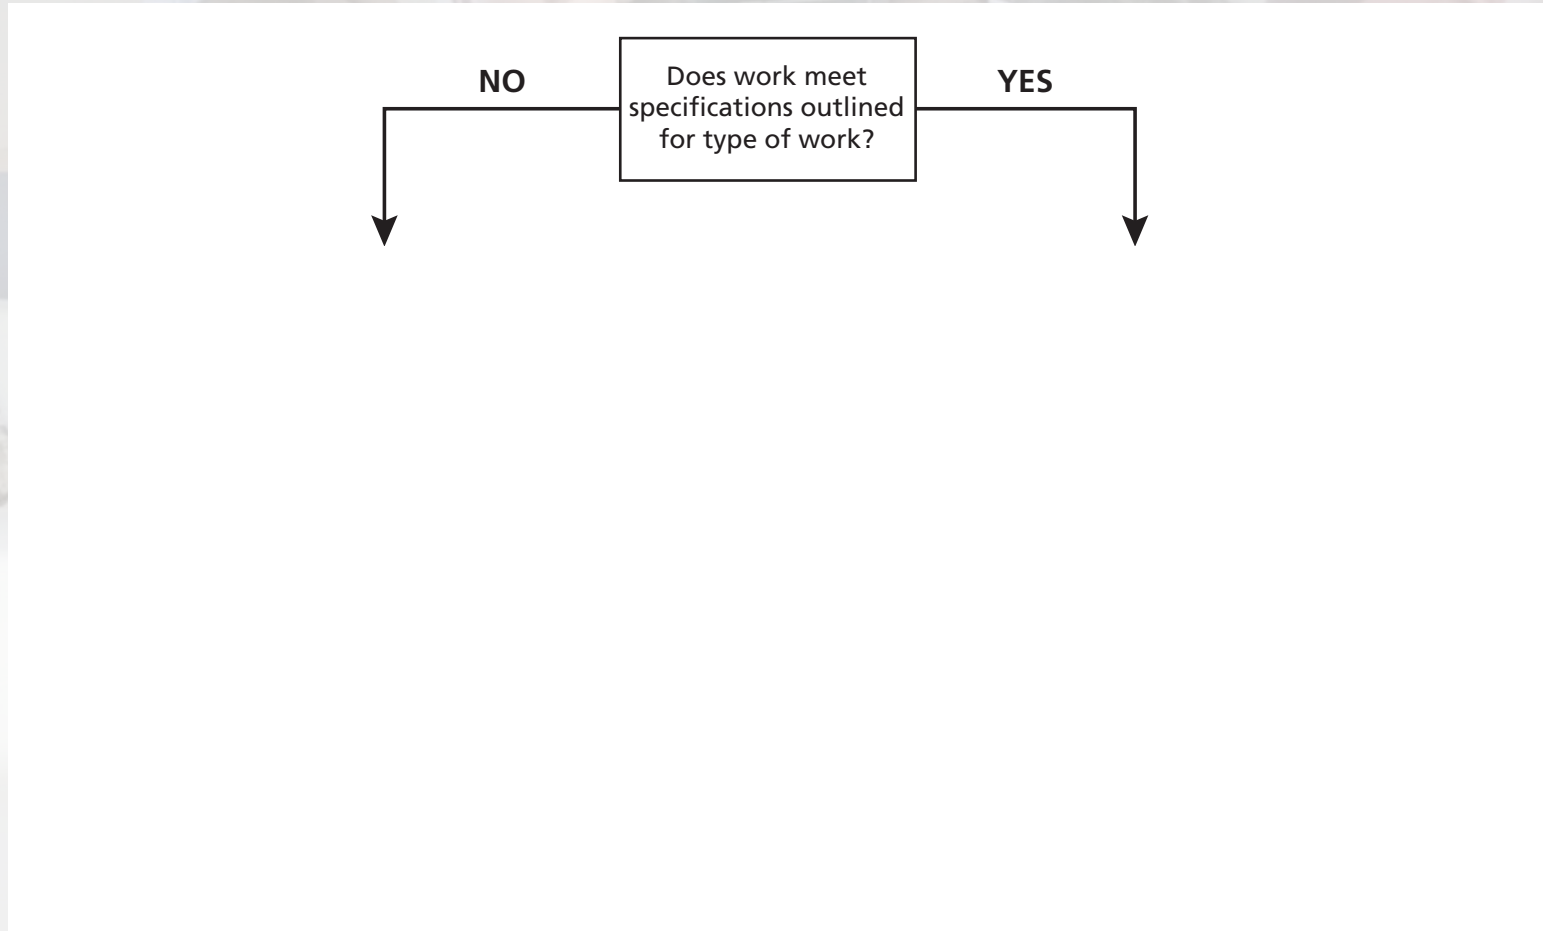 NO
Does work meet
specifications outlined
for type of work?
YES